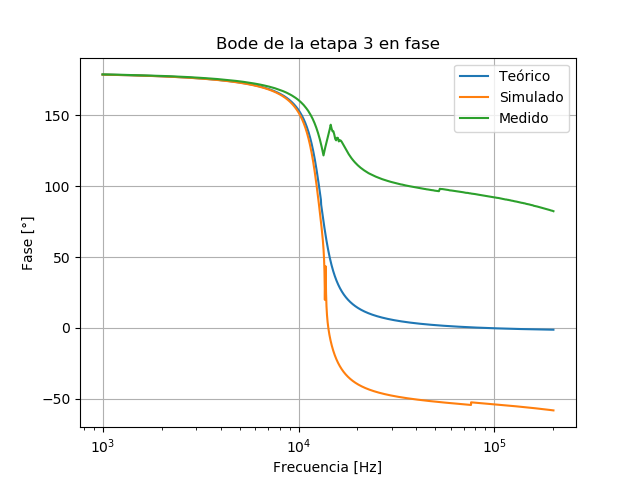 Bode de la etapa 3 en fase
Teórico
Simulado
Medido
Fase [°]
150
100
50
0
−50
10³
10⁴
10⁵
Frecuencia [Hz]